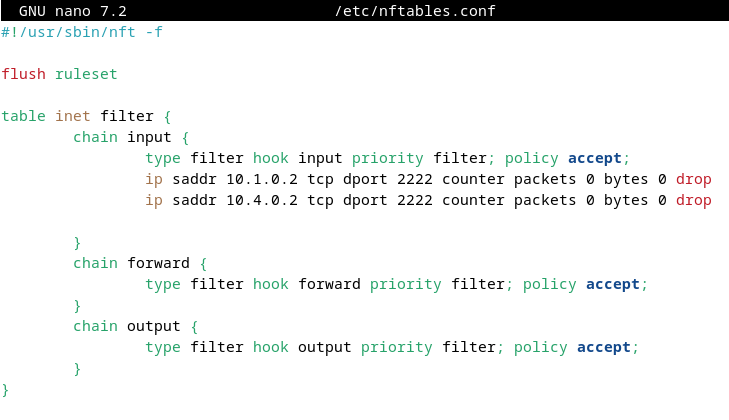 GNU nano 7.2 /etc/nftables.conf
#!/usr/sbin/nft -f
flush ruleset
table inet filter {
chain input {
type filter hook input priority filter; policy accept;
ip saddr 10.1.0.2 tcp dport 2222 counter packets 0 bytes 0 drop
ip saddr 10.4.0.2 tcp dport 2222 counter packets 0 bytes 0 drop
}
chain forward {
type filter hook forward priority filter; policy accept;
}
chain output {
type filter hook output priority filter; policy accept;
}
}